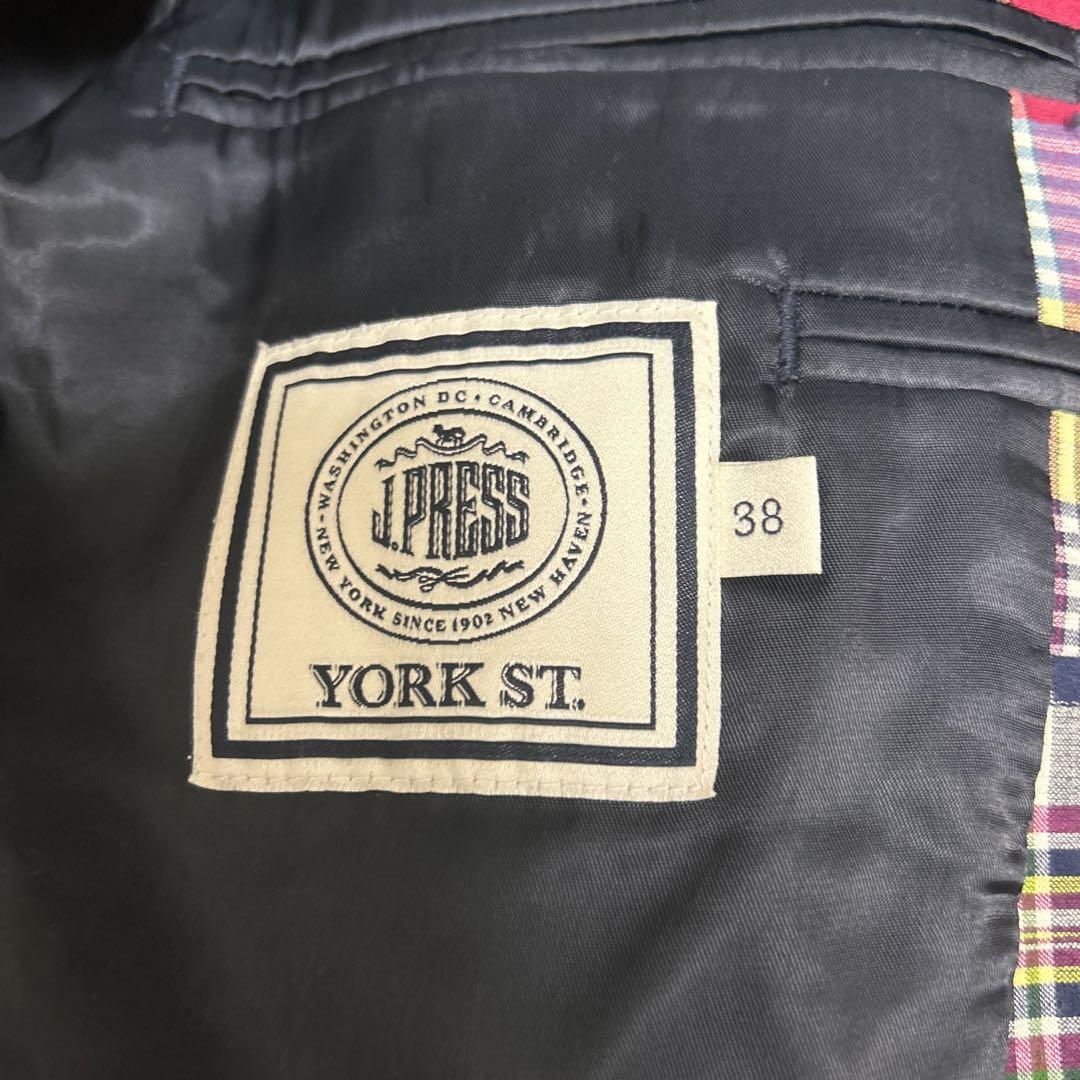 WASHINGTON DC • CAMBRIDGE •
J.PRESS
NEW YORK SINCE 1902 NEW HAVEN
YORK ST.
38